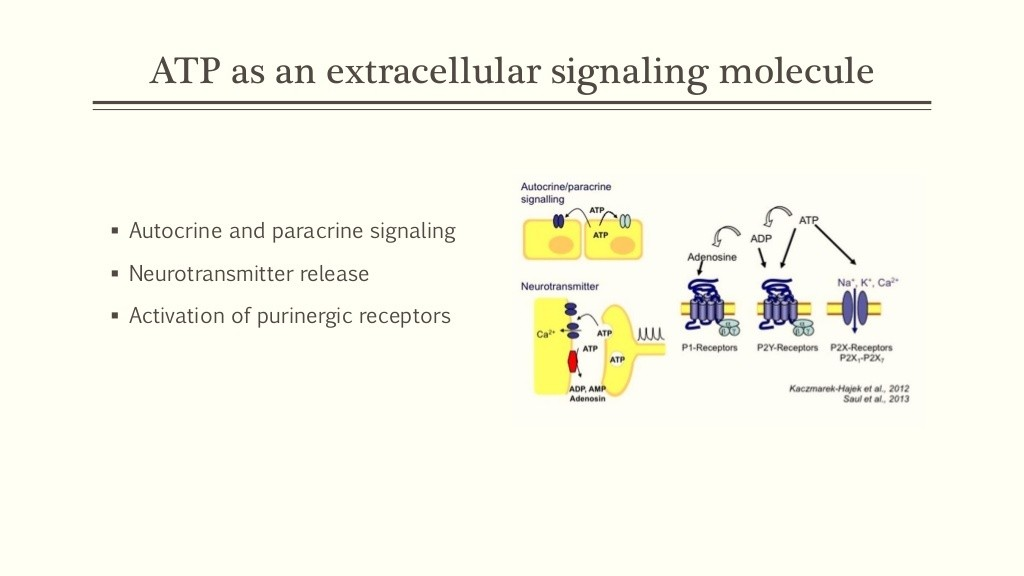 ATP as an extracellular signaling molecule
▪ Autocrine and paracrine signaling
▪ Neurotransmitter release
▪ Activation of purinergic receptors
Autocrine/paracrine
signalling
ATP
ATP
Neurotransmitter
Ca²⁺
ATP
ATP
ATP
ADP, AMP
Adenosin
ATP
ADP
Adenosine
Na⁺, K⁺, Ca²⁺
P1-Receptors
P2Y-Receptors
P2X-Receptors
P2X₁-P2X₇
Kaczmarek-Hajek et al., 2012
Saul et al., 2013